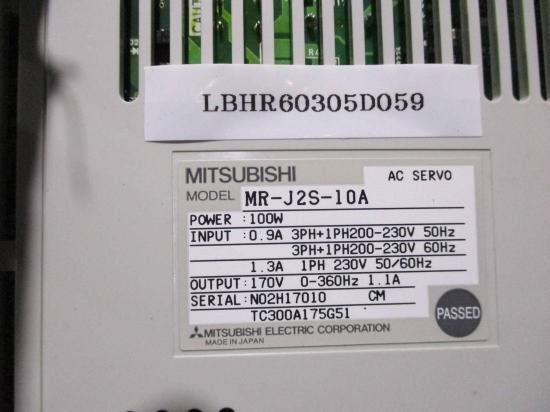 CAUT
R4
LBHR60305D059
MITSUBISHI AC SERVO
MODEL MR-J2S-10A
POWER :100W
INPUT :0.9A 3PH+1PH200-230V 50Hz
3PH+1PH200-230V 60Hz
1.3A 1PH 230V 50/60Hz
OUTPUT:170V 0-360Hz 1.1A
SERIAL:N02H17010 CM
TC300A175G51
PASSED
MITSUBISHI ELECTRIC CORPORATION
MADE IN JAPAN